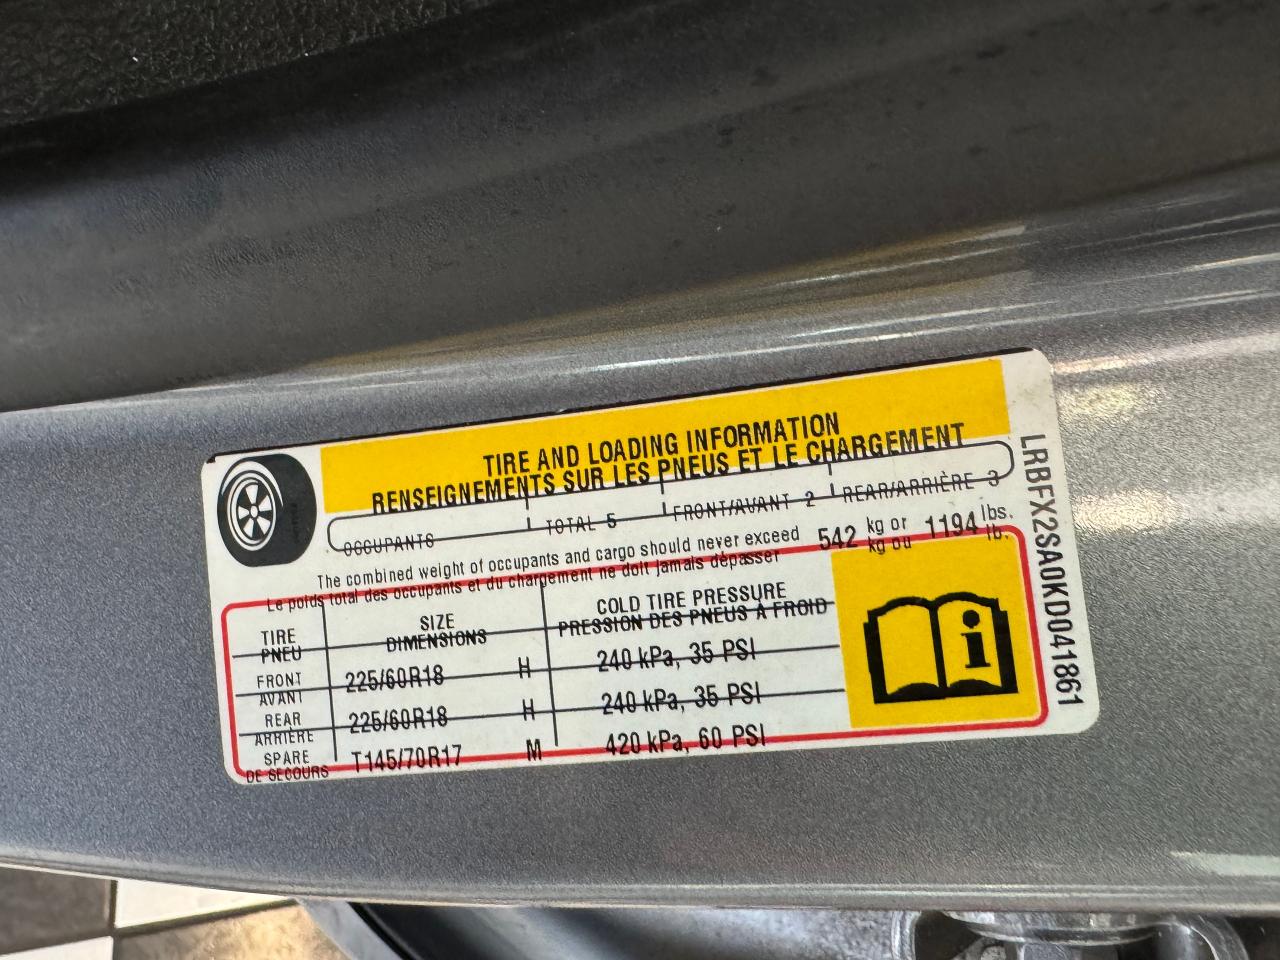 TIRE AND LOADING INFORMATION
RENSEIGNEMENTS SUR LES PNEUS ET LE CHARGEMENT
OCCUPANTS TOTAL 5 FRONT/AVANT 2 REAR/ARRIÈRE 3
The combined weight of occupants and cargo should never exceed 542 kg or 1194 lbs.
Le poids total des occupants et du chargement ne doit jamais dépasser kg ou lb.
TIRE SIZE COLD TIRE PRESSURE
PNEU DIMENSIONS PRESSION DES PNEUS À FROID
FRONT 225/60R18 H 240 kPa, 35 PSI
AVANT
REAR 225/60R18 H 240 kPa, 35 PSI
ARRIÈRE
SPARE T145/70R17 M 420 kPa, 60 PSI
DE SECOURS
LRBFX2SA0KD041861